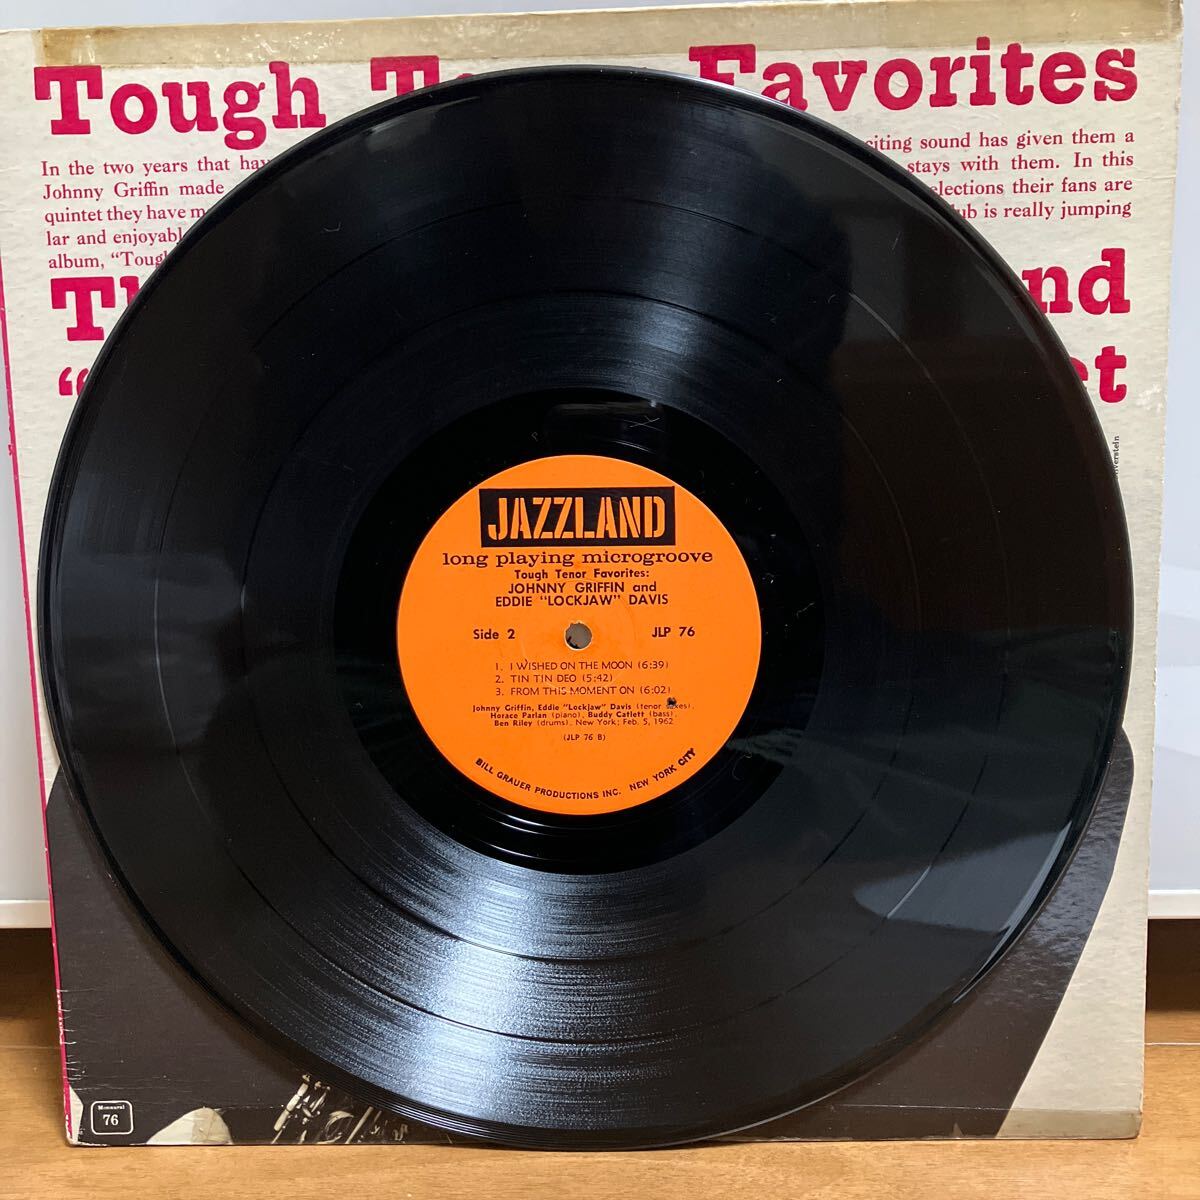 Tough Favorites
In the two years that
Johnny Griffin made
quintet they have
lar and enjoyabl
album, "Tough
citing sound has given them a
stays with them. In this
elections their fans are
ub is really jumping
nd
et
JAZZLAND
long playing microgroove
Tough Tenor Favorites:
JOHNNY GRIFFIN and
EDDIE "LOCKJAW" DAVIS
Side 2 JLP 76
1. I WISHED ON THE MOON (6:39)
2. TIN TIN DEO (5:42)
3. FROM THIS MOMENT ON (6:02)
Johnny Griffin, Eddie "Lockjaw" Davis (tenor saxes),
Horace Parlan (piano), Buddy Catlett (bass),
Ben Riley (drums), New York; Feb. 5, 1962
(JLP 76 B)
BILL GRAUER PRODUCTIONS INC. NEW YORK CITY
Monaural
76